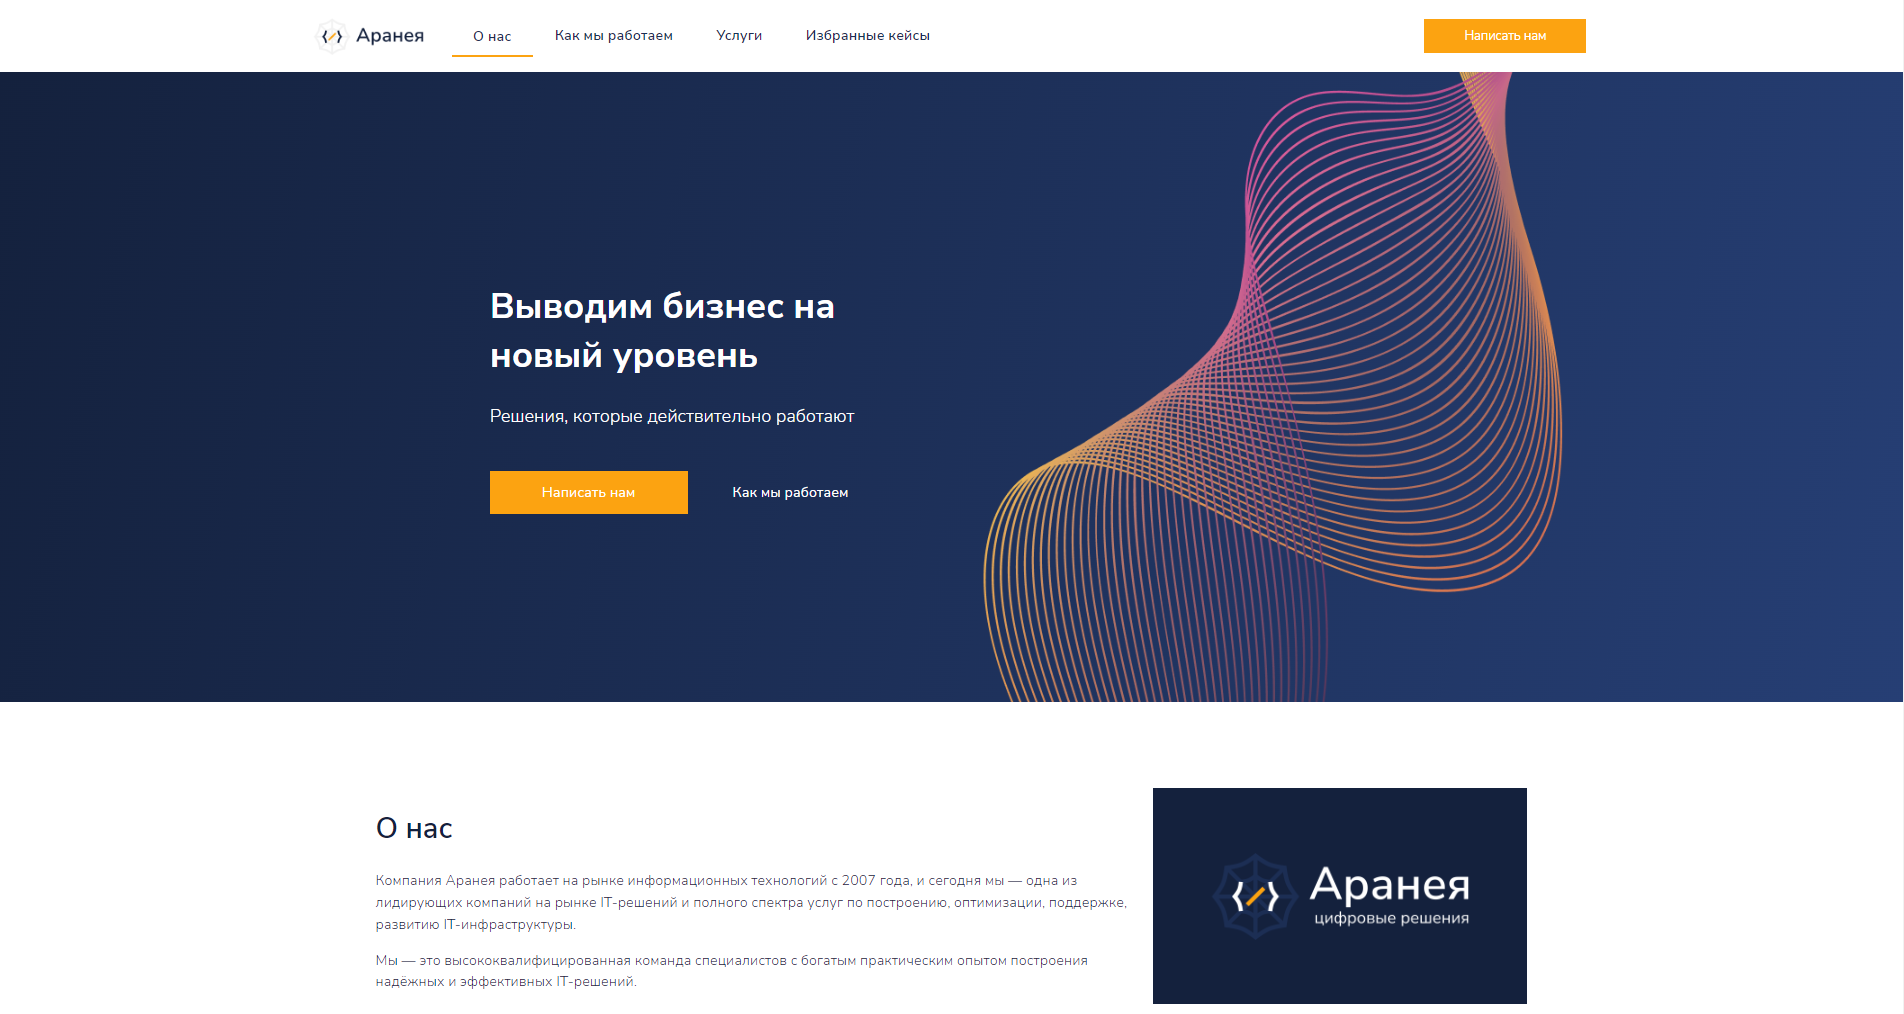 Аранея
О нас
Как мы работаем
Услуги
Избранные кейсы
Написать нам
Выводим бизнес на
новый уровень
Решения, которые действительно работают
Написать нам
Как мы работаем
О нас
Компания Аранея работает на рынке информационных технологий с 2007 года, и сегодня мы — одна из
лидирующих компаний на рынке IT-решений и полного спектра услуг по построению, оптимизации, поддержке,
развитию IT-инфраструктуры.
Мы — это высококвалифицированная команда специалистов с богатым практическим опытом построения
надёжных и эффективных IT-решений.
Аранея
цифровые решения